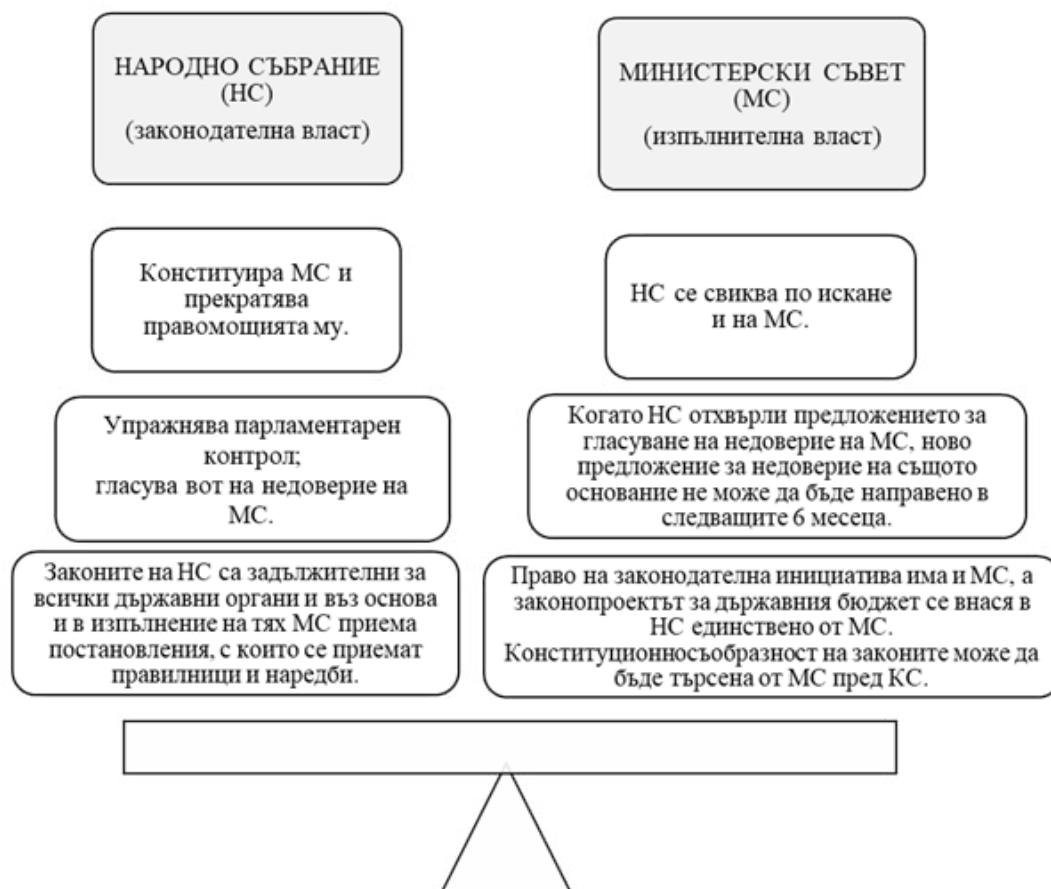 НАРОДНО СЪБРАНИЕ
(НС)
(законодателна власт)
МИНИСТЕРСКИ СЪВЕТ
(МС)
(изпълнителна власт)
Конституира МС и
прекратява
правомощията му.
НС се свиква по искане
и на МС.
Упражнява парламентарен
контрол;
гласува вот на недоверие на
МС.
Когато НС отхвърли предложението за
гласуване на недоверие на МС, ново
предложение за недоверие на същото
основание не може да бъде направено в
следващите 6 месеца.
Законите на НС са задължителни за
всички държавни органи и въз основа
и в изпълнение на тях МС приема
постановления, с които се приемат
правилници и наредби.
Право на законодателна инициатива има и МС, а
законопроектът за държавния бюджет се внася в
НС единствено от МС.
Конституционносъобразност на законите може да
бъде търсена от МС пред КС.